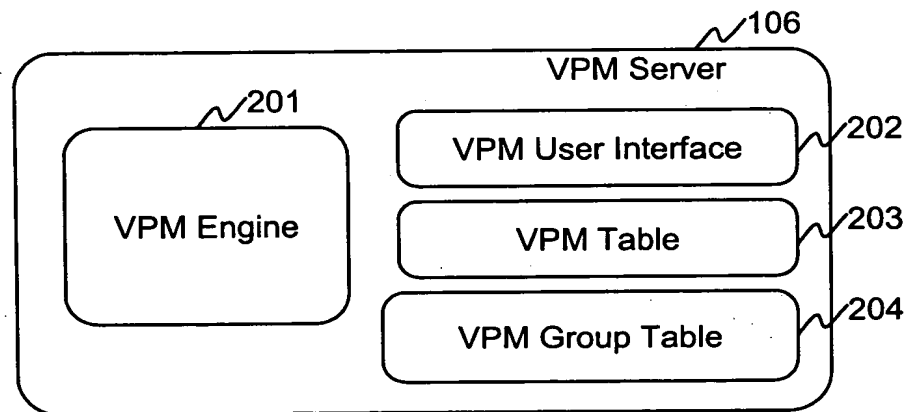 106
VPM Server
201
VPM Engine
VPM User Interface
202
VPM Table
203
VPM Group Table
204